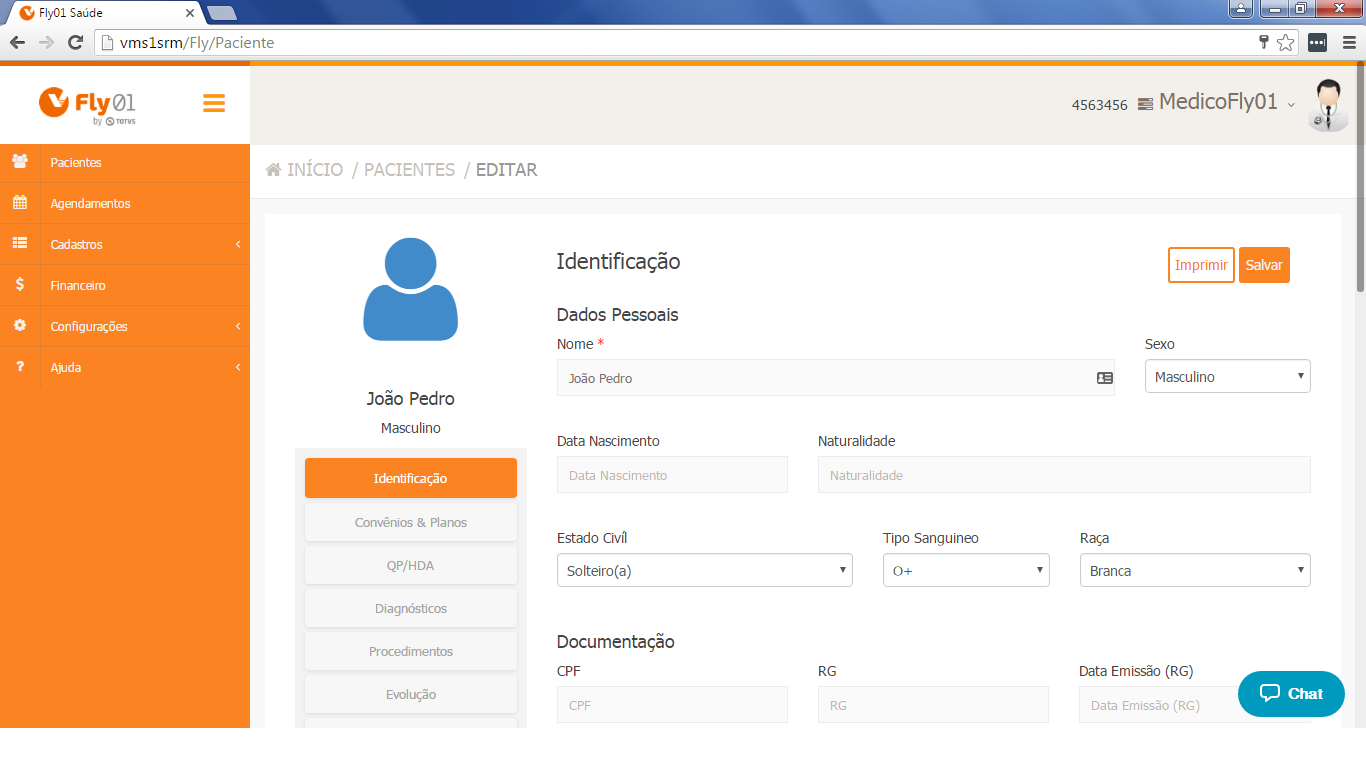 Fly01 Saúde
vms1srm/Fly/Paciente
Fly01
by TOTVS
4563456 MedicoFly01
Pacientes
Agendamentos
Cadastros
Financeiro
Configurações
Ajuda
INÍCIO / PACIENTES / EDITAR
João Pedro
Masculino
Identificação
Convênios & Planos
QP/HDA
Diagnósticos
Procedimentos
Evolução
Identificação
Imprimir Salvar
Dados Pessoais
Nome * Sexo
João Pedro Masculino
Data Nascimento Naturalidade
Data Nascimento Naturalidade
Estado Civíl Tipo Sanguineo Raça
Solteiro(a) O+ Branca
Documentação
CPF RG Data Emissão (RG)
CPF RG Data Emissão (RG)
Chat